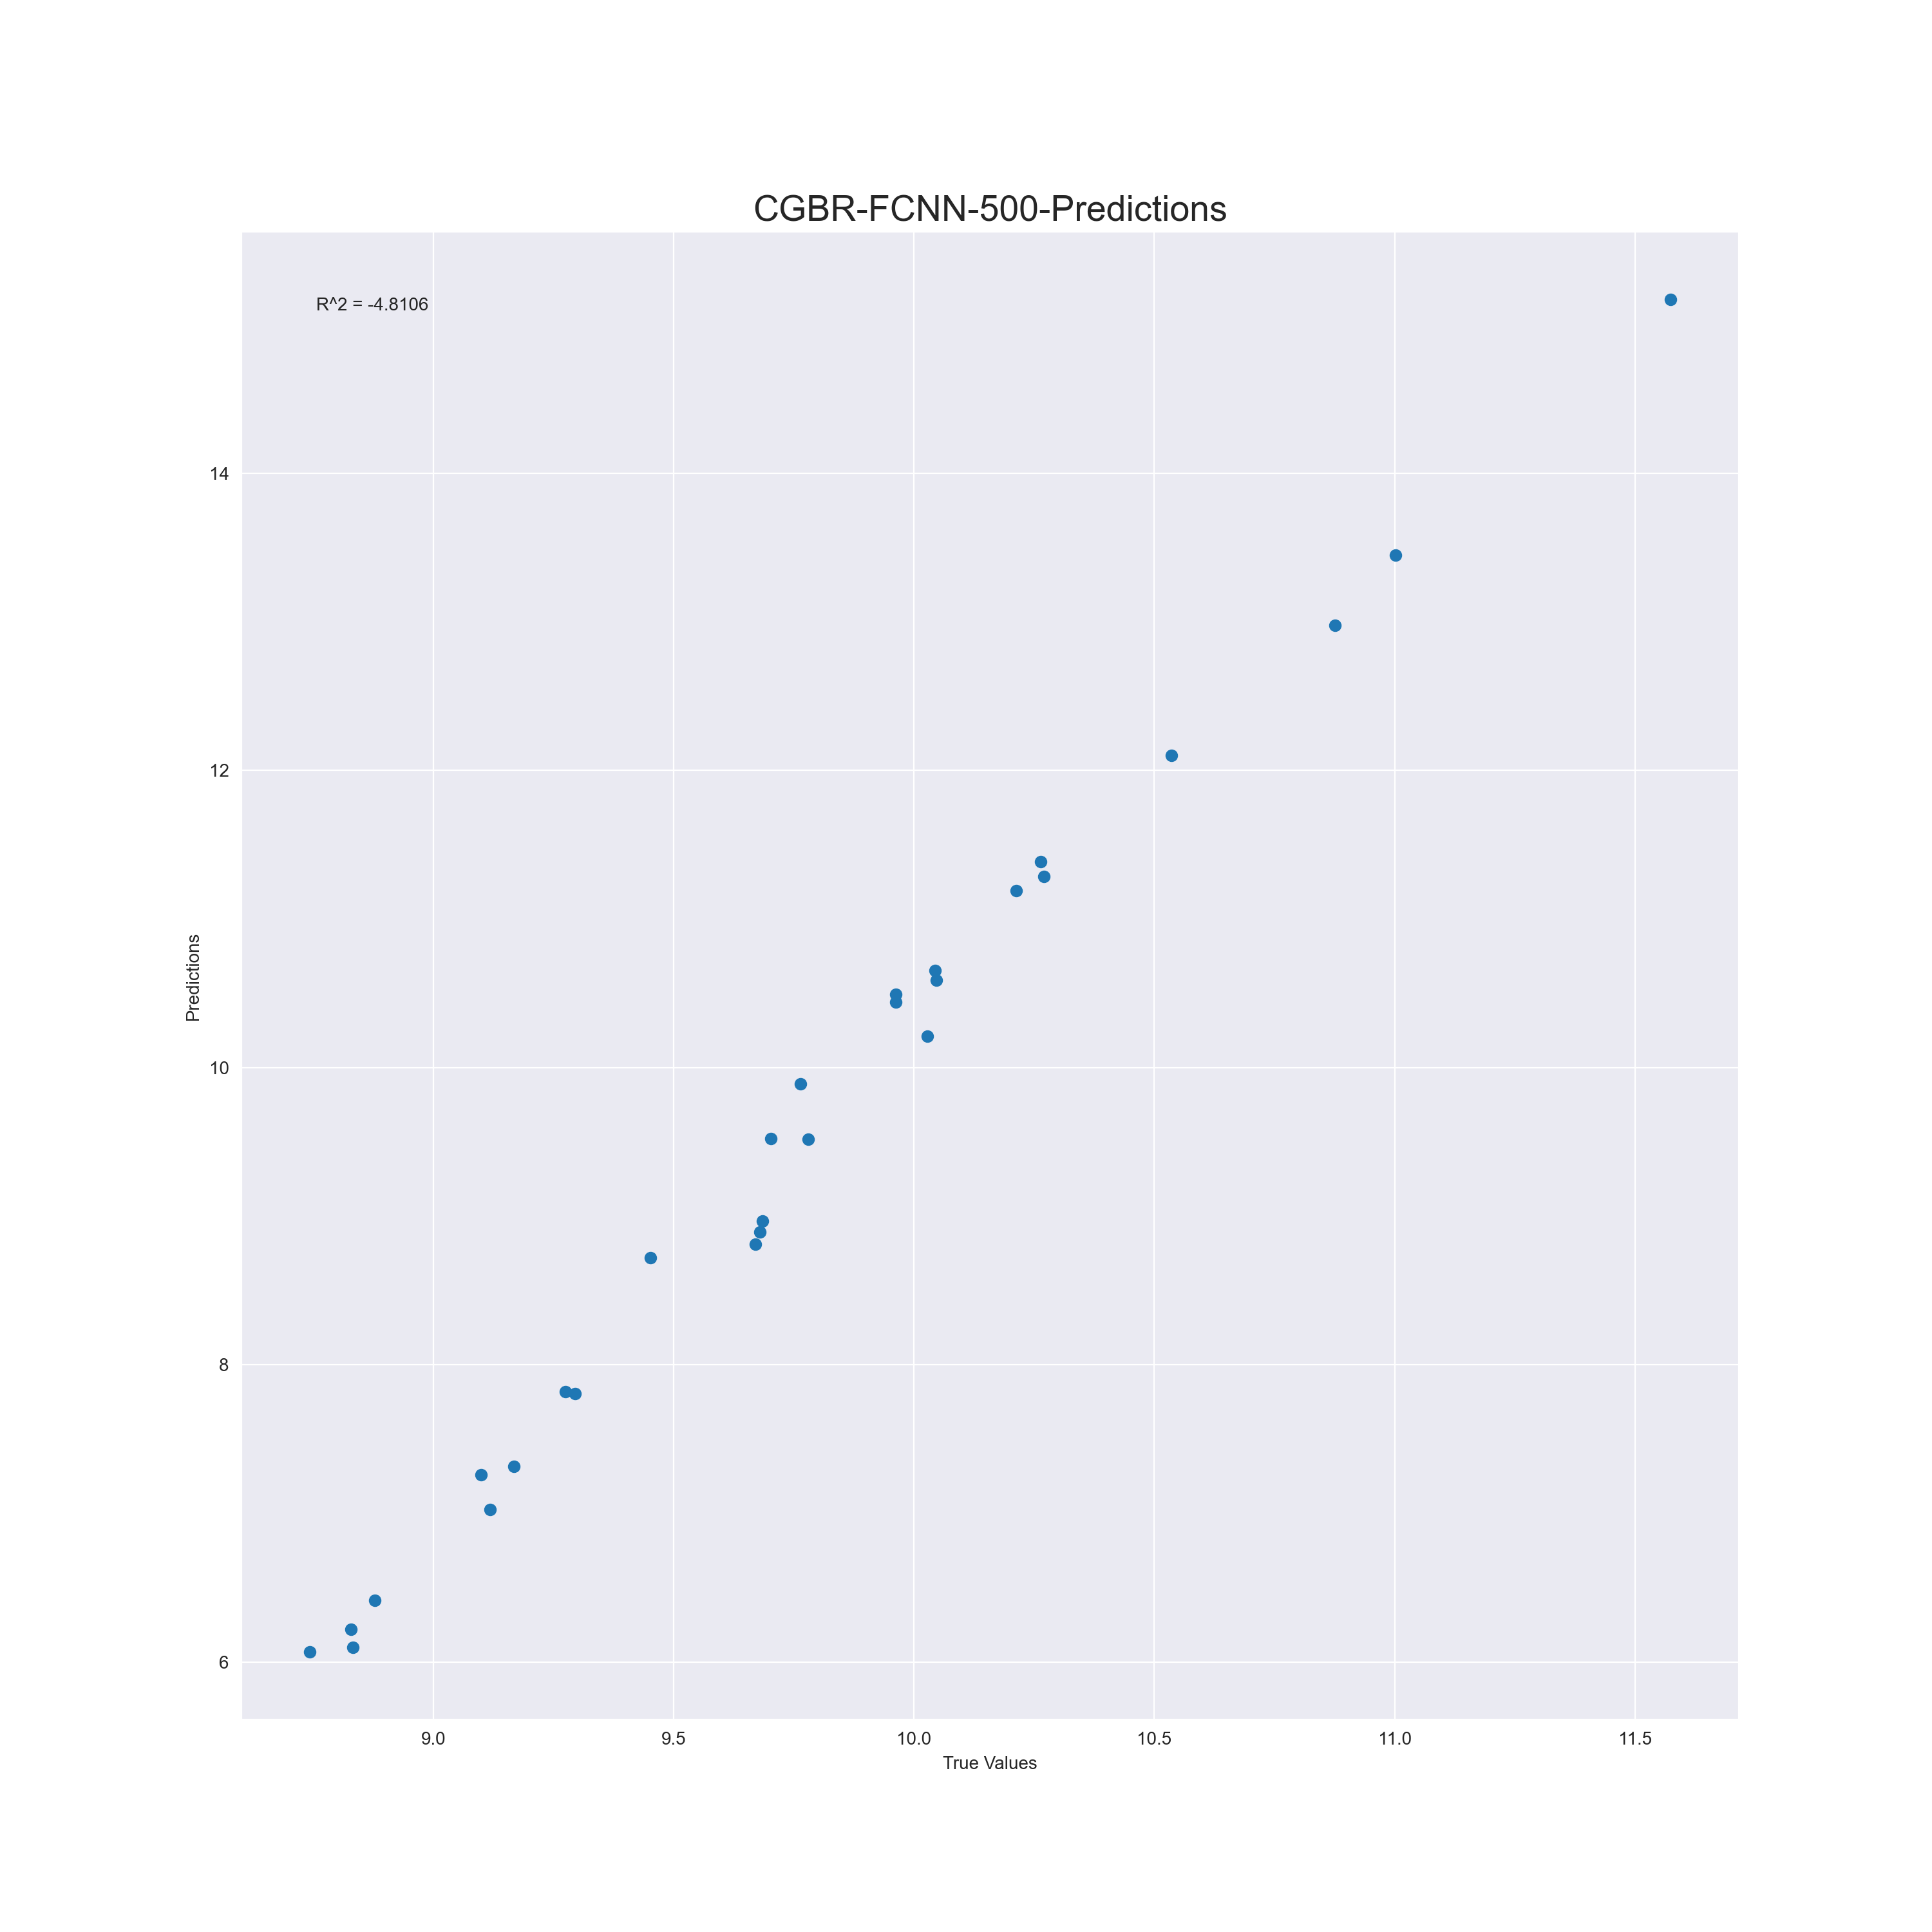 CGBR-FCNN-500-Predictions
R^2 = -4.8106
14
12
10
8
6
Predictions
9.0 9.5 10.0 10.5 11.0 11.5
True Values